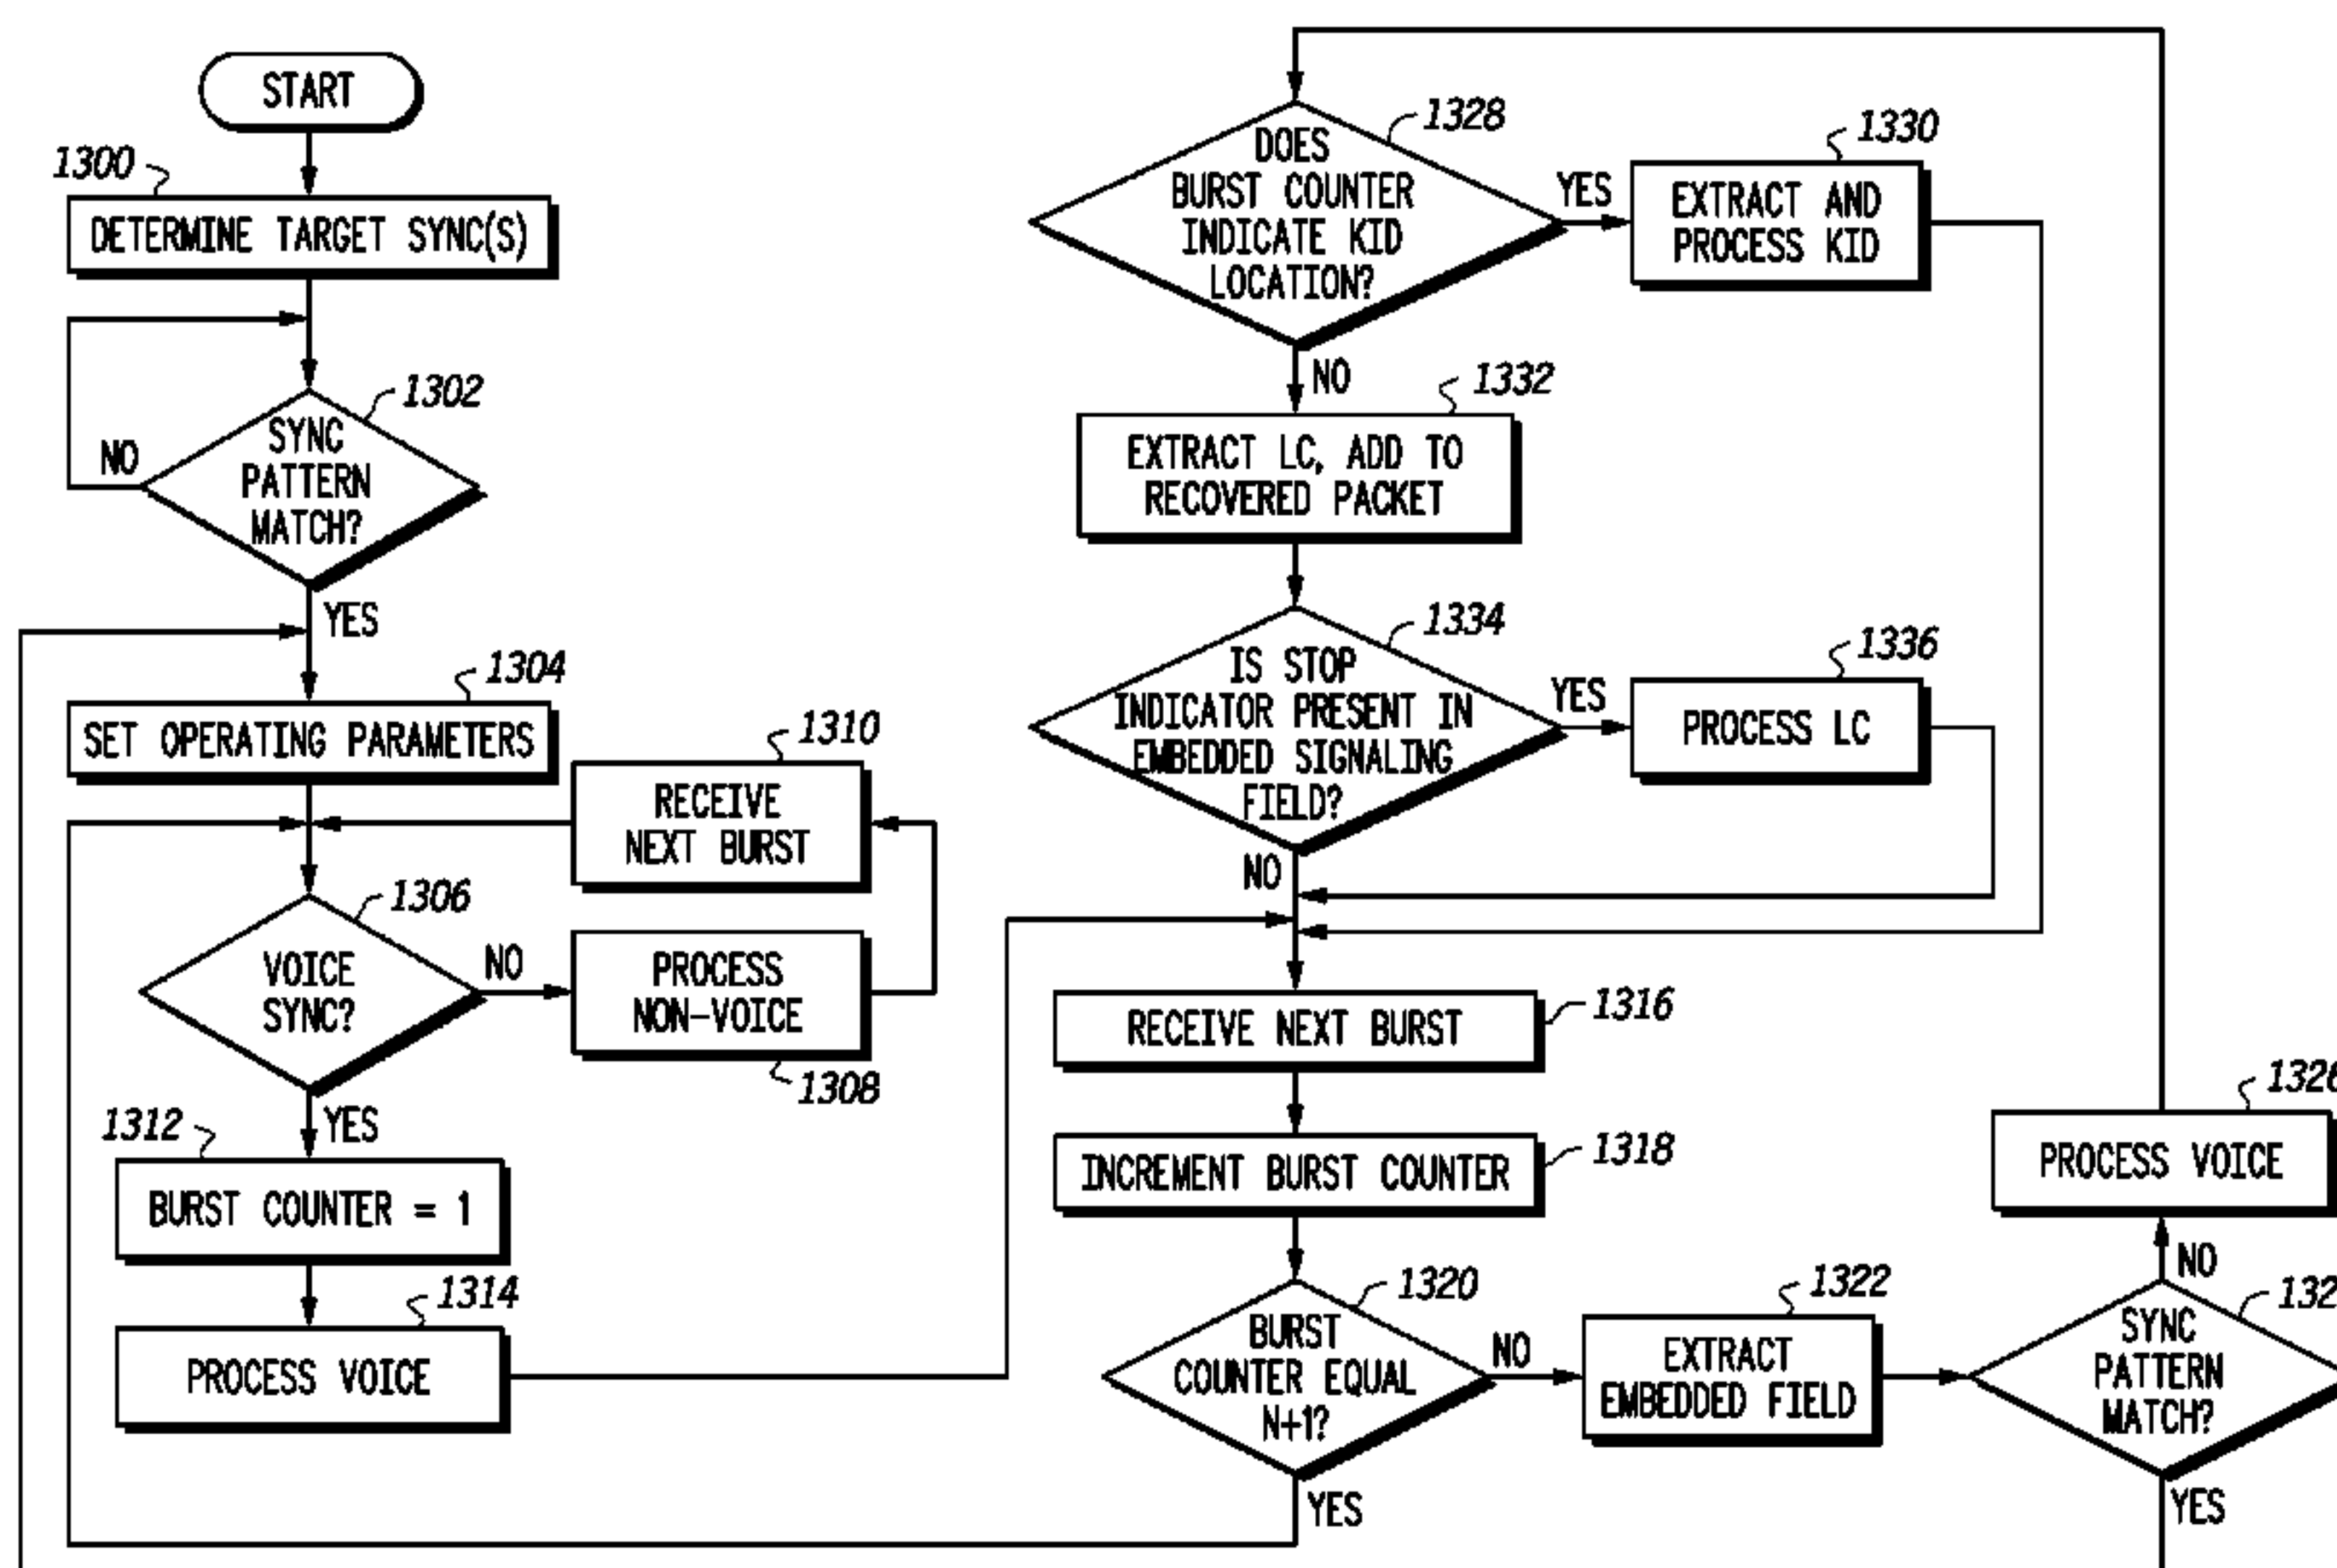 START
1300
DETERMINE TARGET SYNC(S)
1302
SYNC
PATTERN
MATCH?
NO
YES
1304
SET OPERATING PARAMETERS
1310
RECEIVE
NEXT BURST
1306
VOICE
SYNC?
NO
PROCESS
NON-VOICE
1308
YES
1312
BURST COUNTER = 1
1314
PROCESS VOICE
1328
DOES
BURST COUNTER
INDICATE KID
LOCATION?
YES
1330
EXTRACT AND
PROCESS KID
NO
1332
EXTRACT LC, ADD TO
RECOVERED PACKET
1334
IS STOP
INDICATOR PRESENT IN
EMBEDDED SIGNALING
FIELD?
YES
1336
PROCESS LC
NO
RECEIVE NEXT BURST
1316
INCREMENT BURST COUNTER
1318
1320
BURST
COUNTER EQUAL
N+1?
NO
YES
1322
EXTRACT
EMBEDDED FIELD
1326
PROCESS VOICE
NO
SYNC
PATTERN
MATCH?
YES